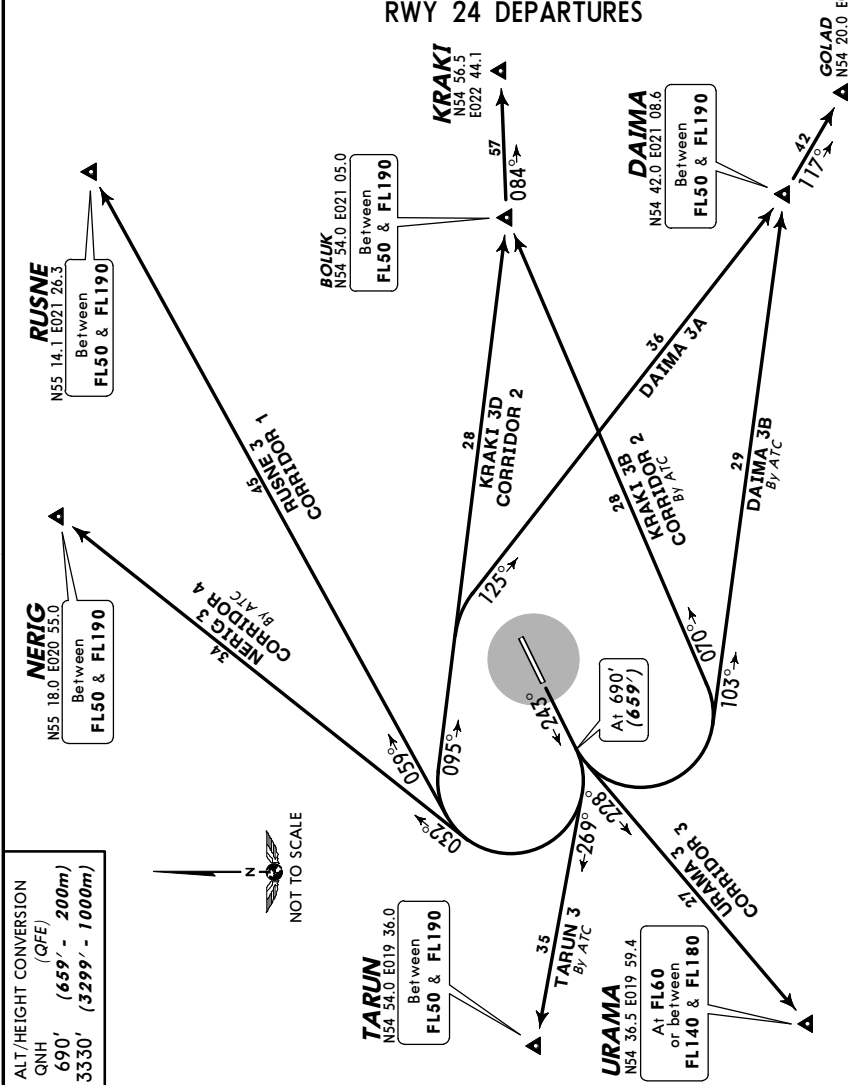 RWY 24 DEPARTURES
ALT/HEIGHT CONVERSION
QNH (QFE)
690' (659' - 200m)
3330' (3299' - 1000m)
N
NOT TO SCALE
NERIG
N55 18.0 E020 55.0
Between
FL50 & FL190
RUSNE
N55 14.1 E021 26.3
Between
FL50 & FL190
BOLUK
N54 54.0 E021 05.0
Between
FL50 & FL190
KRAKI
N54 56.5
E022 44.1
57
084°
DAIMA
N54 42.0 E021 08.6
Between
FL50 & FL190
42
117°
GOLAD
N54 20.0
34
NERIG 3
CORRIDOR 4
By ATC
032°
45
RUSNE 3
CORRIDOR 1
059°
28
KRAKI 3D
CORRIDOR 2
095°
36
DAIMA 3A
125°
28
KRAKI 3B
CORRIDOR 2
By ATC
070°
29
DAIMA 3B
By ATC
103°
243°
At 690'
(659')
TARUN
N54 54.0 E019 36.0
Between
FL50 & FL190
35
TARUN 3
By ATC
269°
URAMA
N54 36.5 E019 59.4
At FL60
or between
FL140 & FL180
27
URAMA 3
CORRIDOR 3
228°